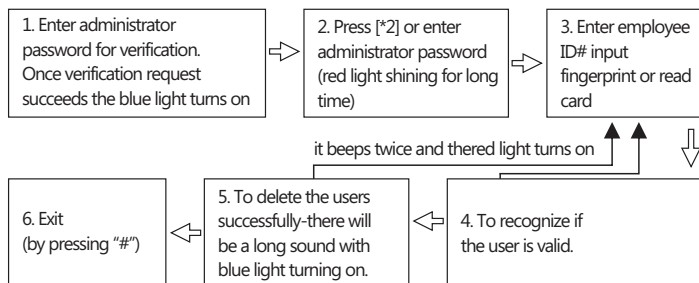 1. Enter administrator
password for verification.
Once verification request
succeeds the blue light turns on
2. Press [*2] or enter
administrator password
(red light shining for long
time)
3. Enter employee
ID# input
fingerprint or read
card
it beeps twice and thered light turns on
4. To recognize if
the user is valid.
5. To delete the users
successfully-there will
be a long sound with
blue light turning on.
6. Exit
(by pressing “#”)